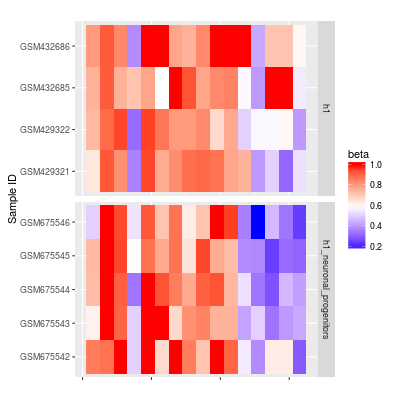 GSM432686
GSM432685
GSM429322
GSM429321
h1
GSM675546
GSM675545
GSM675544
GSM675543
GSM675542
h1_neuronal_progenitors
Sample ID
beta
1.0
0.8
0.6
0.4
0.2